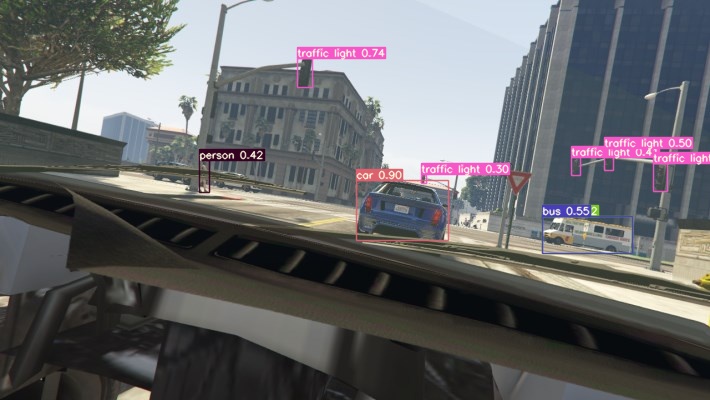 traffic light 0.74
traffic light 0.50
traffic light 0.4
traffic light
person 0.42
traffic light 0.30
car 0.90
bus 0.55
2